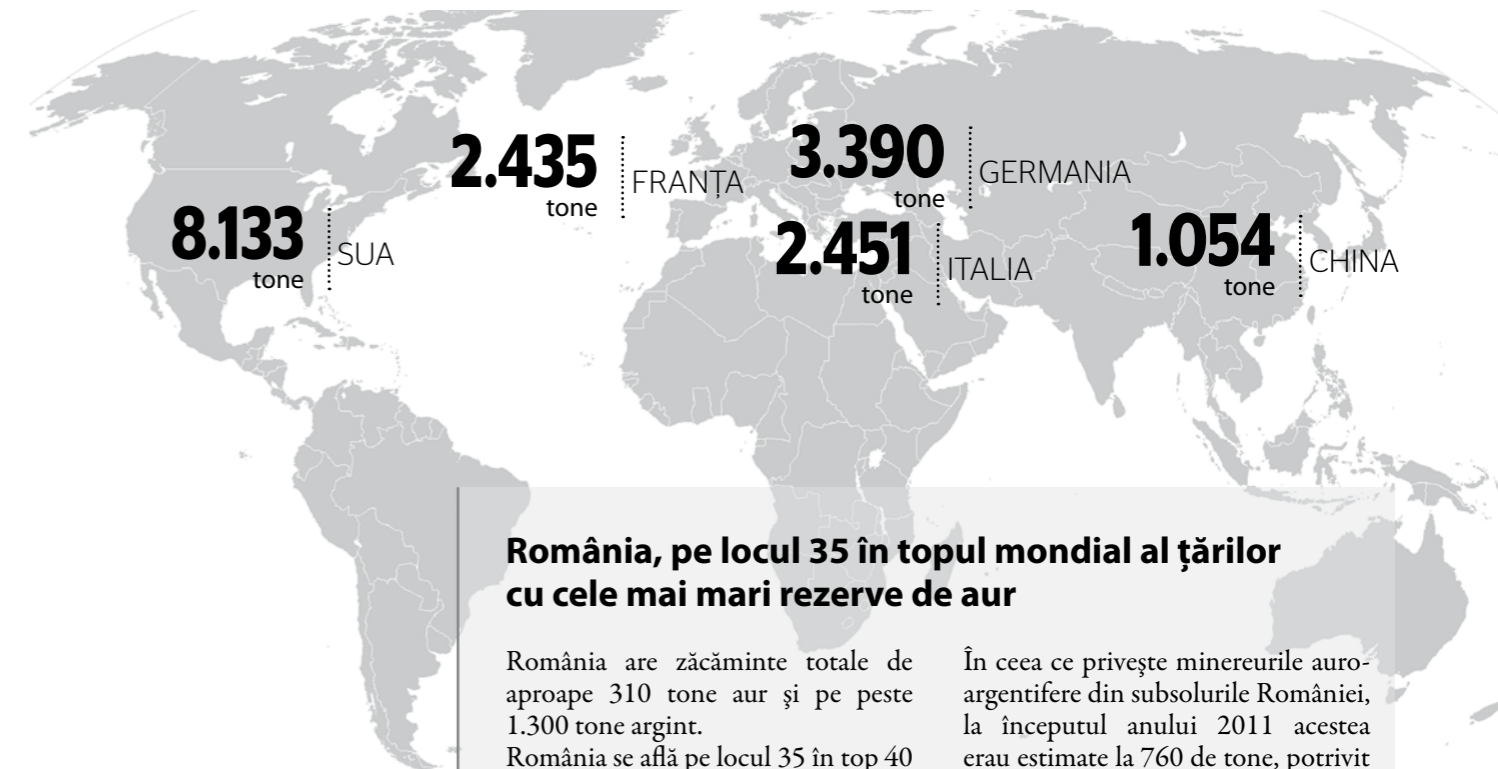 2.435
tone
FRANȚA
3.390
tone
GERMANIA
8.133
tone
SUA
2.451
tone
ITALIA
1.054
tone
CHINA
România, pe locul 35 în topul mondial al țărilor
cu cele mai mari rezerve de aur
România are zăcăminte totale de
aproape 310 tone aur şi pe peste
1.300 tone argint.
România se află pe locul 35 în top 40
În ceea ce priveşte minereurile auro-
argentifere din subsolurile României,
la începutul anului 2011 acestea
erau estimate la 760 de tone, potrivit